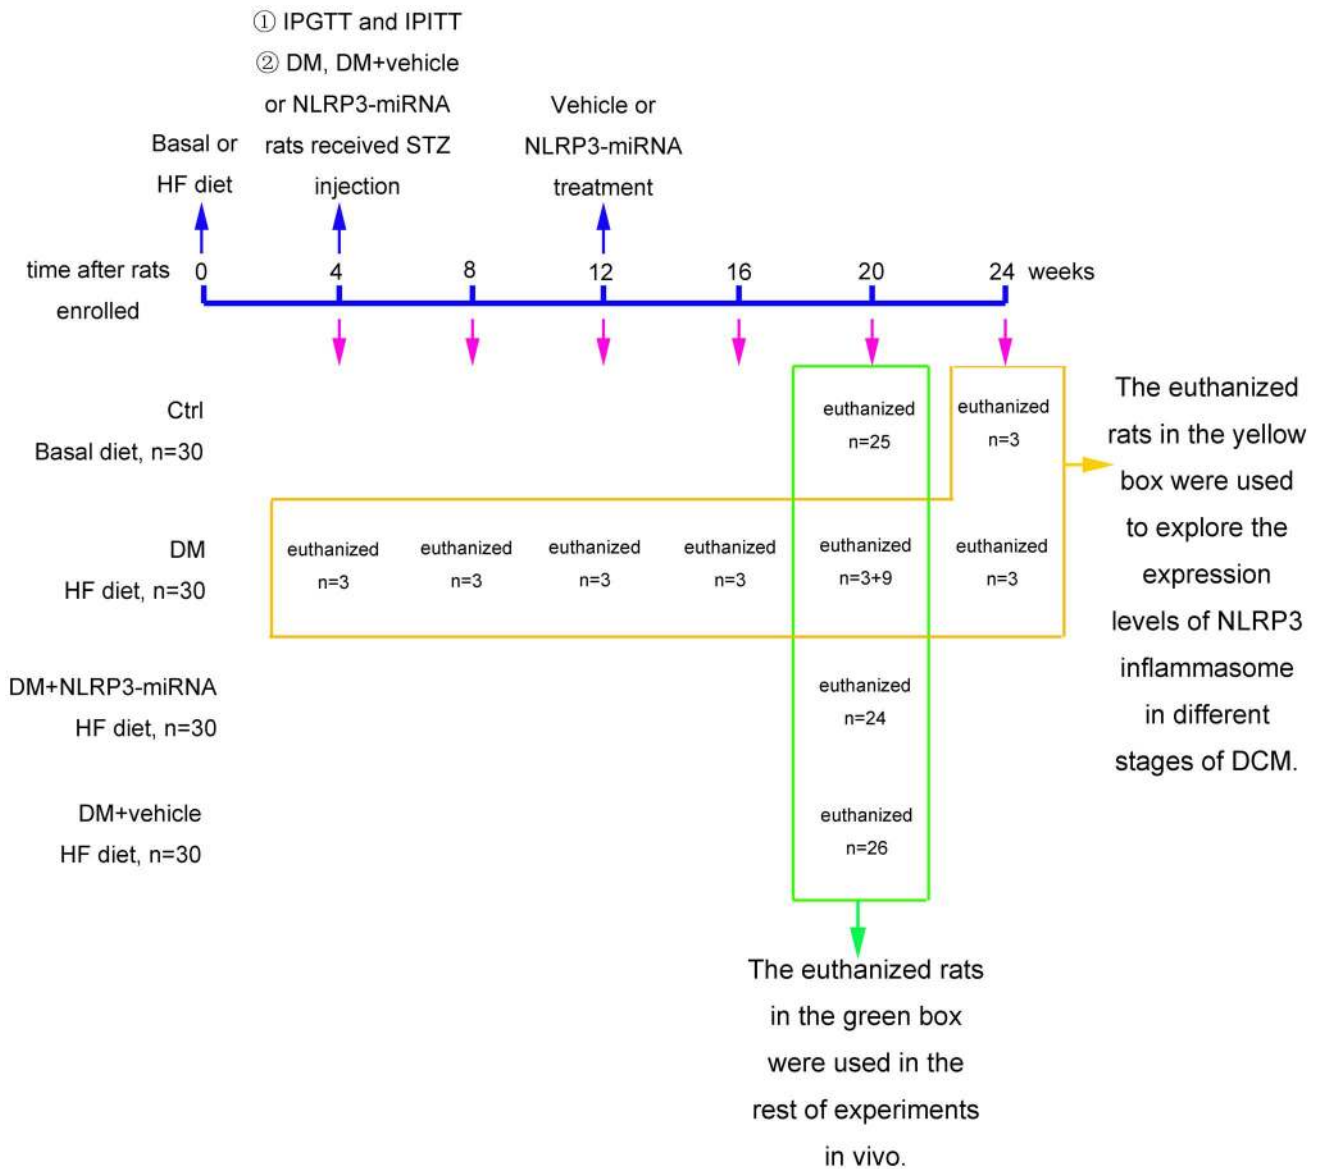 ① IPGTT and IPITT
② DM, DM+vehicle
or NLRP3-miRNA
rats received STZ
injection
Basal or
HF diet
Vehicle or
NLRP3-miRNA
treatment
time after rats
enrolled
0 4 8 12 16 20 24 weeks
Ctrl
Basal diet, n=30
euthanized
n=25
euthanized
n=3
DM
HF diet, n=30
euthanized
n=3
euthanized
n=3
euthanized
n=3
euthanized
n=3
euthanized
n=3+9
euthanized
n=3
DM+NLRP3-miRNA
HF diet, n=30
euthanized
n=24
DM+vehicle
HF diet, n=30
euthanized
n=26
The euthanized
rats in the yellow
box were used
to explore the
expression
levels of NLRP3
inflammasome
in different
stages of DCM.
The euthanized rats
in the green box
were used in the
rest of experiments
in vivo.